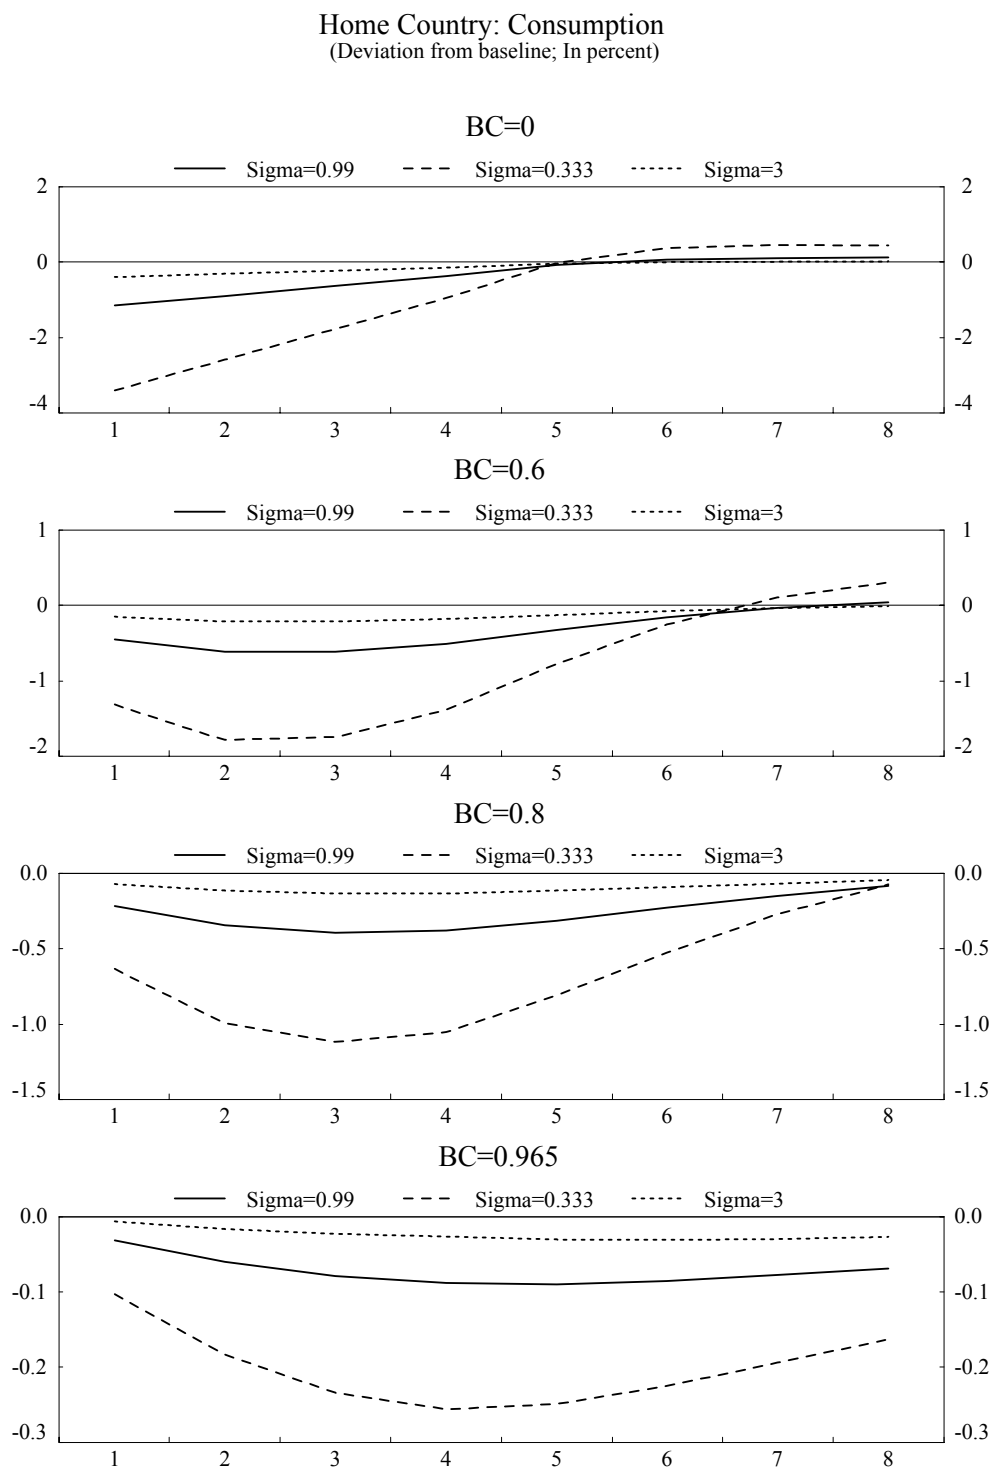 Home Country: Consumption
(Deviation from baseline; In percent)
BC=0
Sigma=0.99 Sigma=0.333 Sigma=3
2 2
0 0
-2 -2
-4 -4
1 2 3 4 5 6 7 8
BC=0.6
Sigma=0.99 Sigma=0.333 Sigma=3
1 1
0 0
-1 -1
-2 -2
1 2 3 4 5 6 7 8
BC=0.8
Sigma=0.99 Sigma=0.333 Sigma=3
0.0 0.0
-0.5 -0.5
-1.0 -1.0
-1.5 -1.5
1 2 3 4 5 6 7 8
BC=0.965
Sigma=0.99 Sigma=0.333 Sigma=3
0.0 0.0
-0.1 -0.1
-0.2 -0.2
-0.3 -0.3
1 2 3 4 5 6 7 8